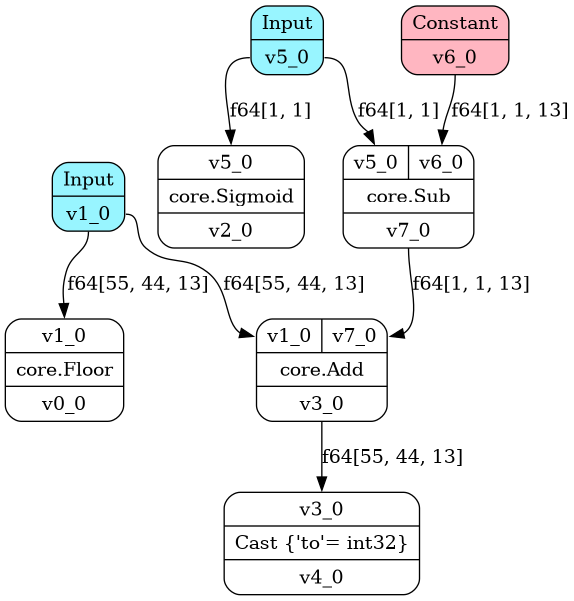 Input
v5_0
Constant
v6_0
f64[1, 1]
f64[1, 1]
f64[1, 1, 13]
v5_0
core.Sigmoid
v2_0
v5_0 v6_0
core.Sub
v7_0
Input
v1_0
f64[55, 44, 13]
f64[55, 44, 13]
f64[1, 1, 13]
v1_0
core.Floor
v0_0
v1_0 v7_0
core.Add
v3_0
f64[55, 44, 13]
v3_0
Cast {'to'= int32}
v4_0